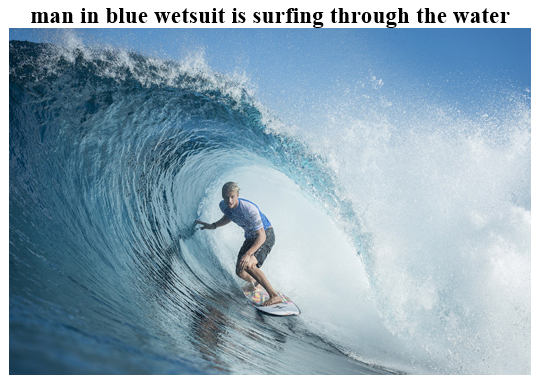 man in blue wetsuit is surfing through the water